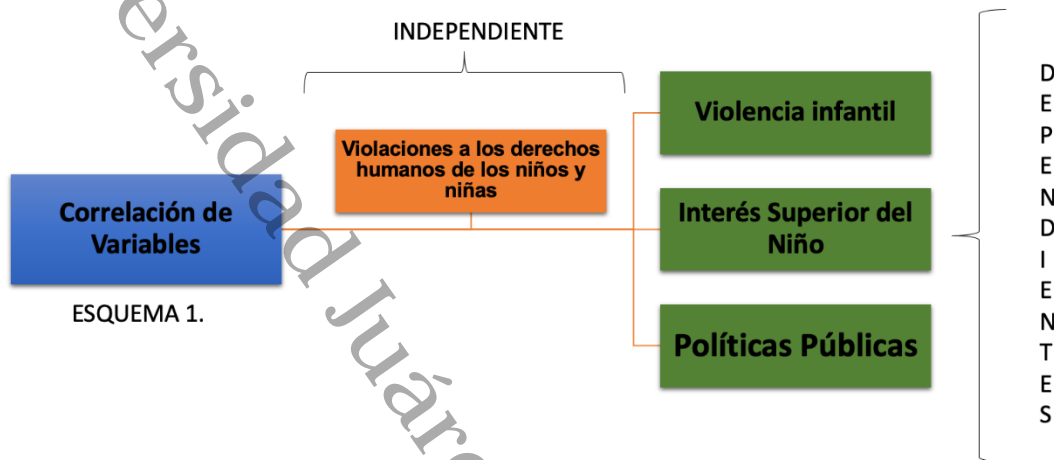 INDEPENDIENTE
Violaciones a los derechos
humanos de los niños y
niñas
Correlación de
Variables
ESQUEMA 1.
Violencia infantil
Interés Superior del
Niño
Políticas Públicas
D
E
P
E
N
D
I
E
N
T
E
S
ersidad Juáre